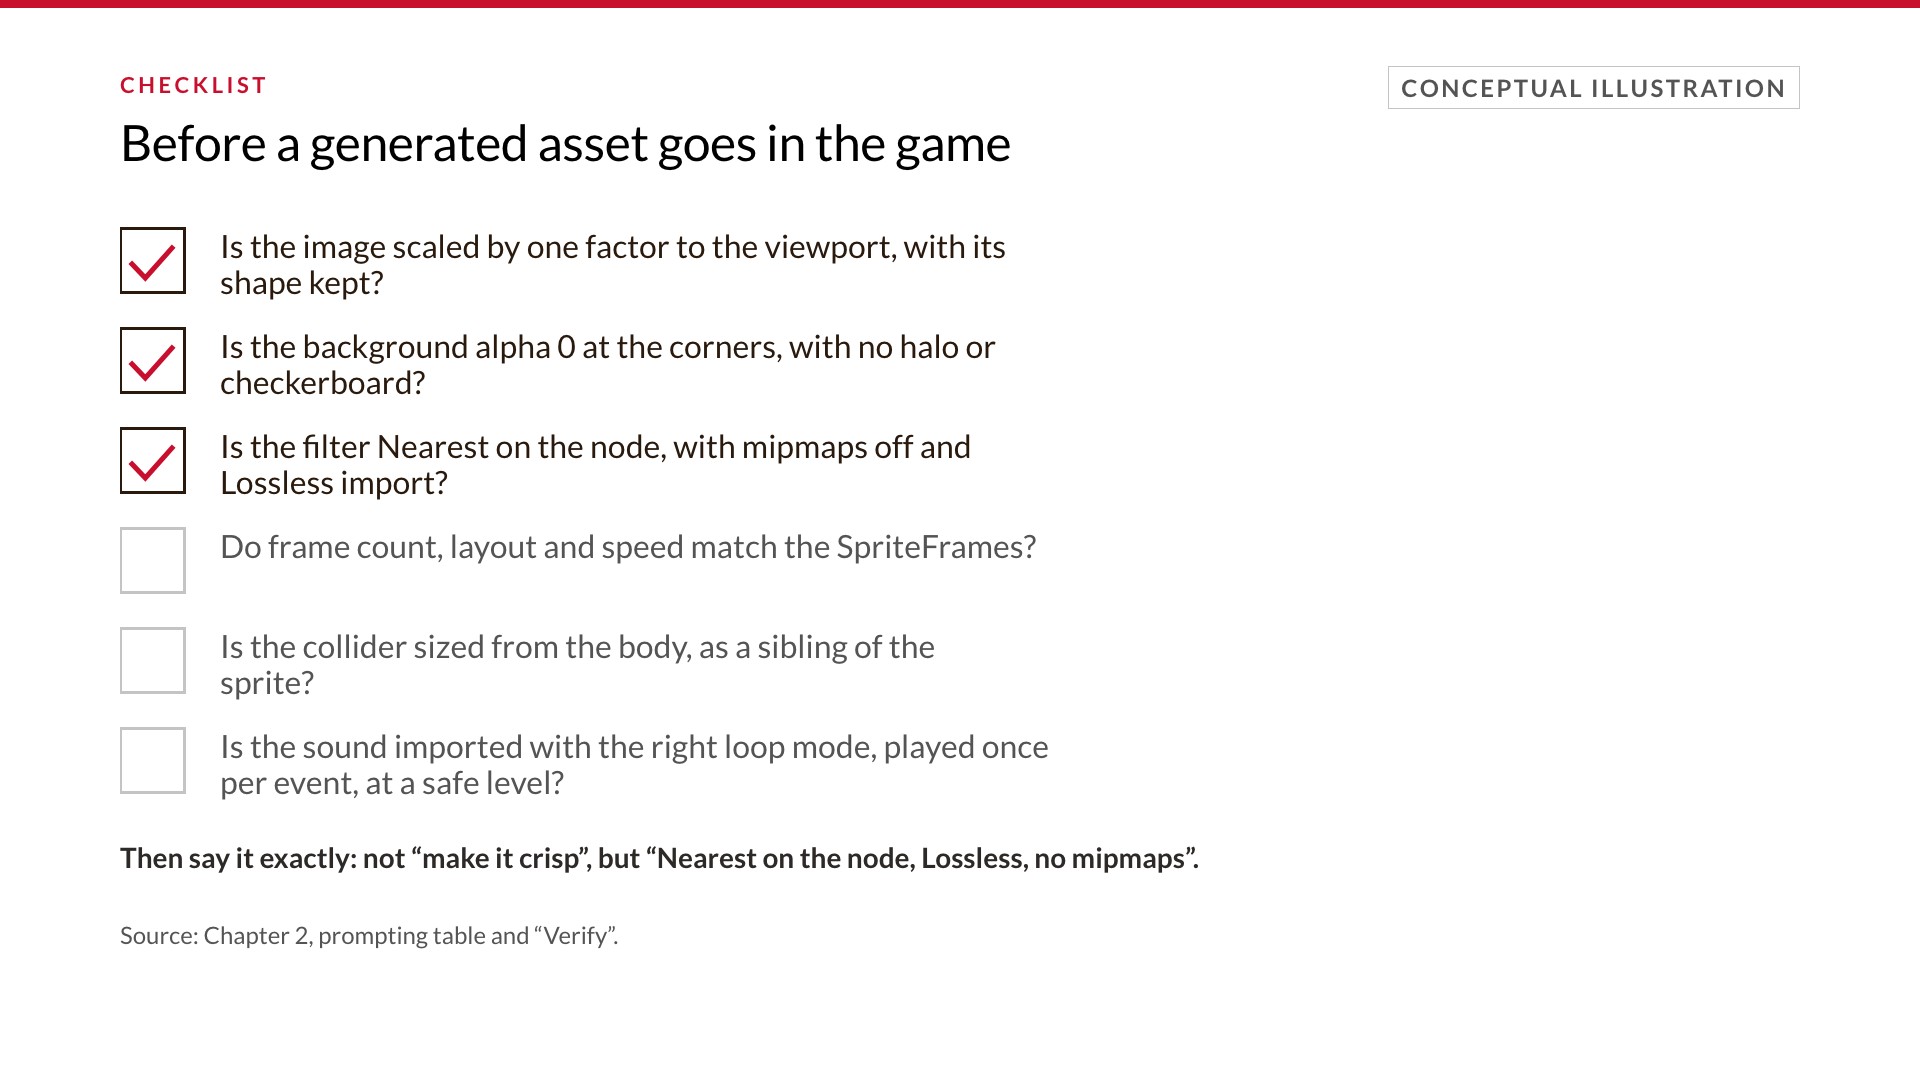 CHECKLIST
CONCEPTUAL ILLUSTRATION
Before a generated asset goes in the game
Is the image scaled by one factor to the viewport, with its
shape kept?
Is the background alpha 0 at the corners, with no halo or
checkerboard?
Is the filter Nearest on the node, with mipmaps off and
Lossless import?
Do frame count, layout and speed match the SpriteFrames?
Is the collider sized from the body, as a sibling of the
sprite?
Is the sound imported with the right loop mode, played once
per event, at a safe level?
Then say it exactly: not “make it crisp”, but “Nearest on the node, Lossless, no mipmaps”.
Source: Chapter 2, prompting table and “Verify”.